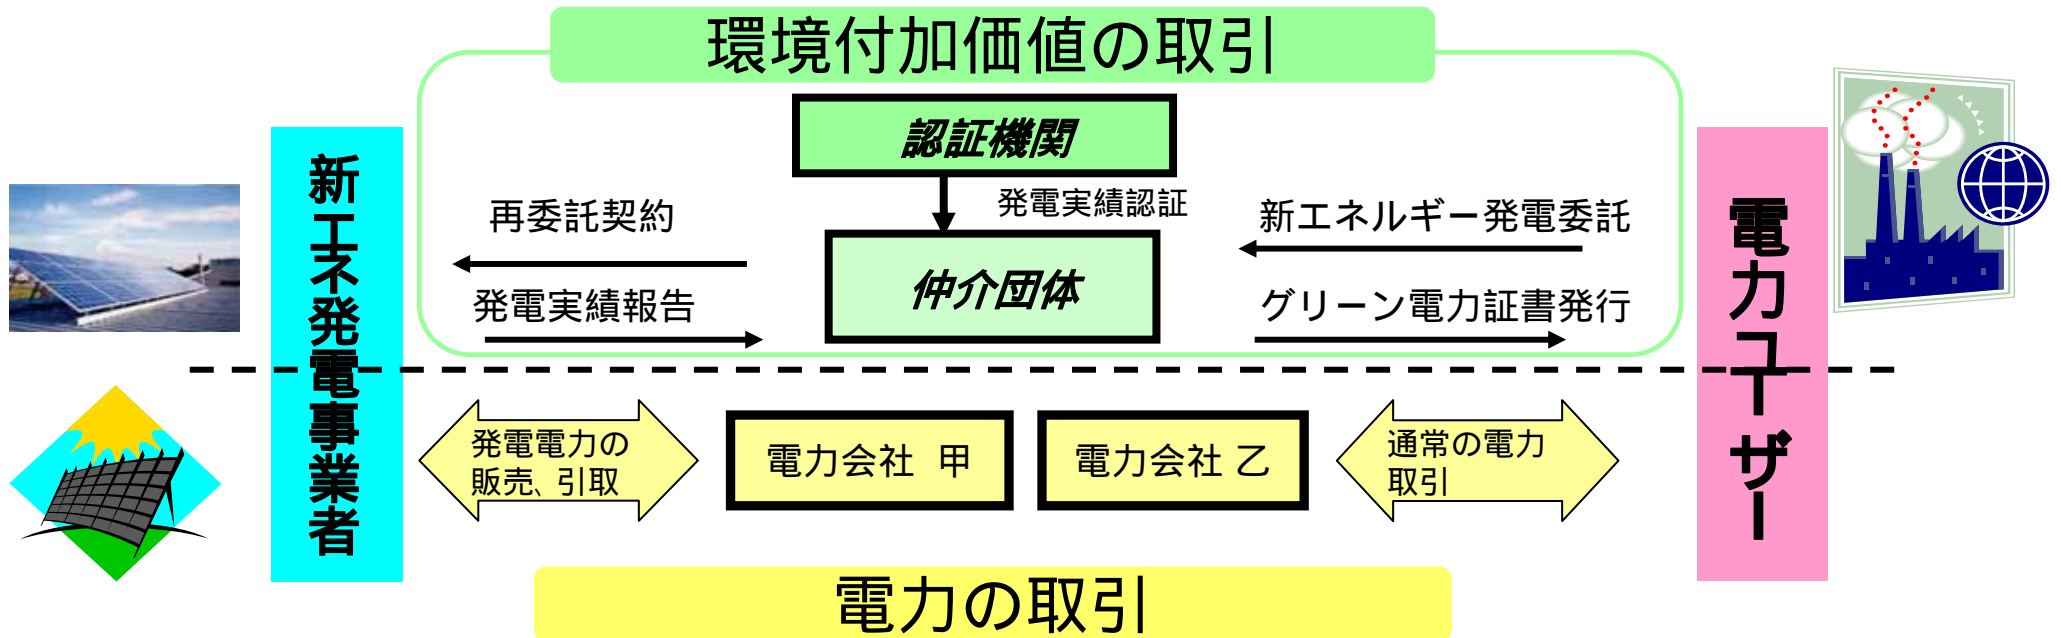 環境付加価値の取引
認証機関
発電実績認証
再委託契約
新エネルギー発電委託
仲介団体
発電実績報告
グリーン電力証書発行
新エネ発電事業者
電力ユーザー
発電電力の
販売、引取
電力会社 甲
電力会社 乙
通常の電力
取引
電力の取引